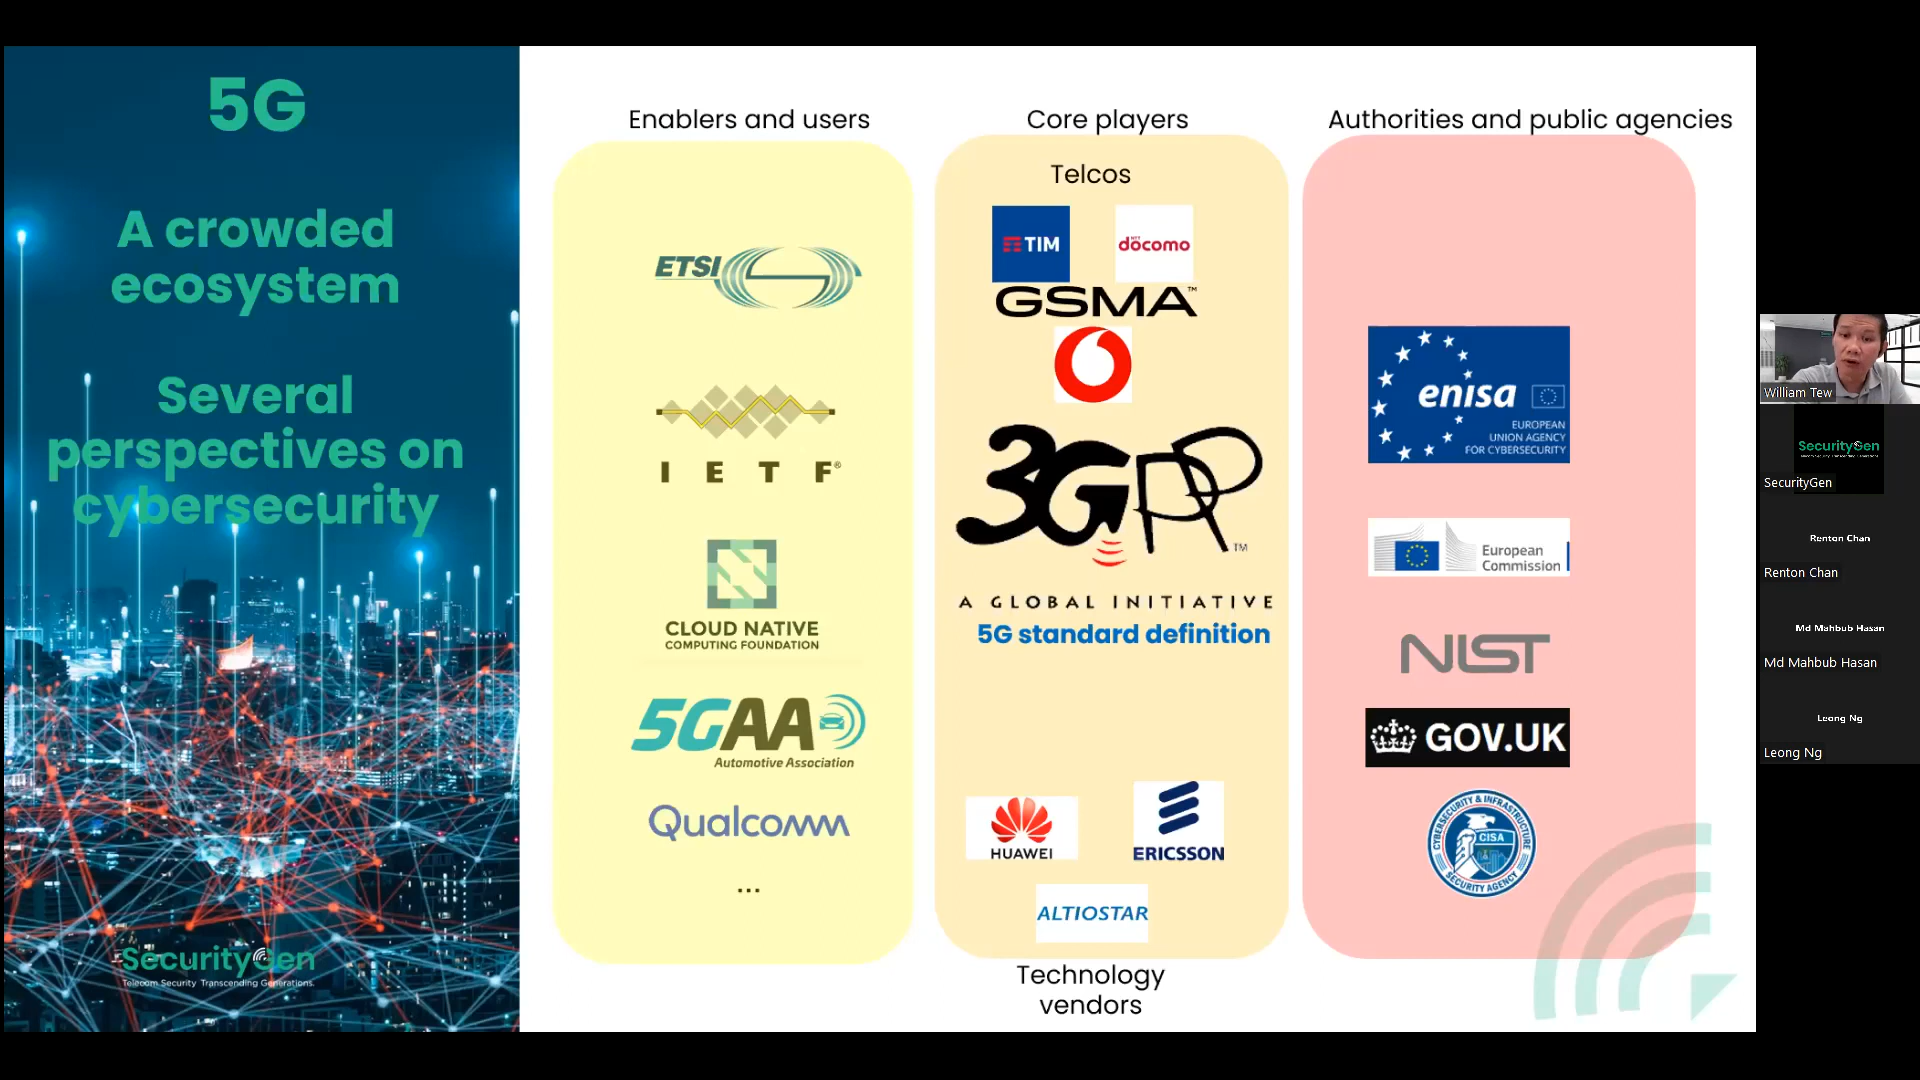 5G
A crowded
ecosystem
Several
perspectives on
cybersecurity
SecurityGen
Telecom Security Transcending Generations.
Enablers and users
ETSI
I E T F®
CLOUD NATIVE
COMPUTING FOUNDATION
5GAA
Automotive Association
Qualcomm
...
Core players
Telcos
TIM
döcomo
GSMA™
3GPP™
A GLOBAL INITIATIVE
5G standard definition
HUAWEI
ERICSSON
ALTIOSTAR
Technology
vendors
Authorities and public agencies
enisa
EUROPEAN
UNION AGENCY
FOR CYBERSECURITY
European
Commission
NIST
GOV.UK
CYBERSECURITY & INFRASTRUCTURE
CISA
SECURITY AGENCY
William Tew
SecurityGen
SecurityGen
Renton Chan
Renton Chan
Md Mahbub Hasan
Md Mahbub Hasan
Leong Ng
Leong Ng